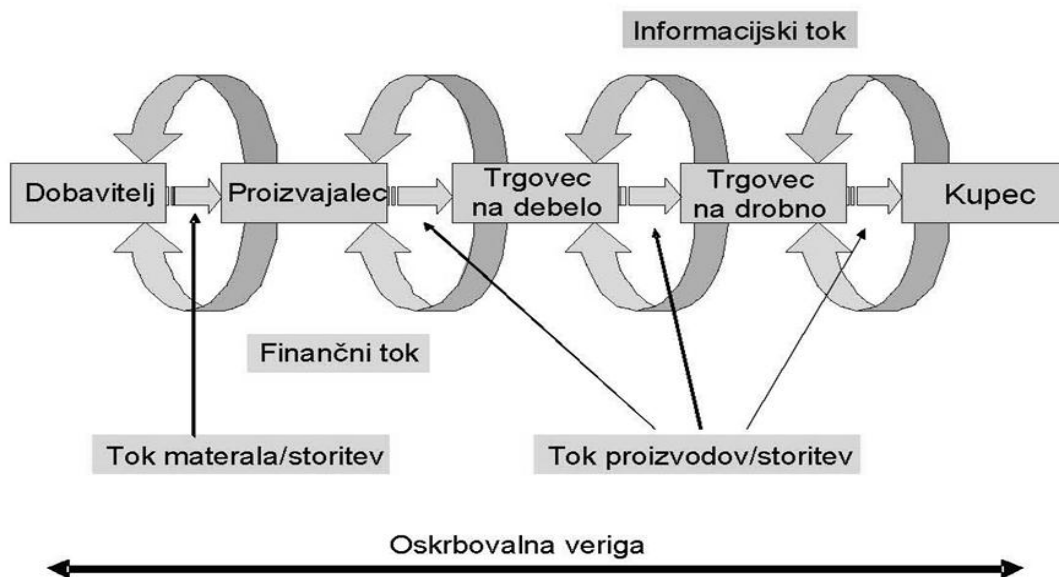 Informacijski tok
Dobavitelj
Proizvajalec
Trgovec
na debelo
Trgovec
na drobno
Kupec
Finančni tok
Tok materala/storitev
Tok proizvodov/storitev
Oskrbovalna veriga